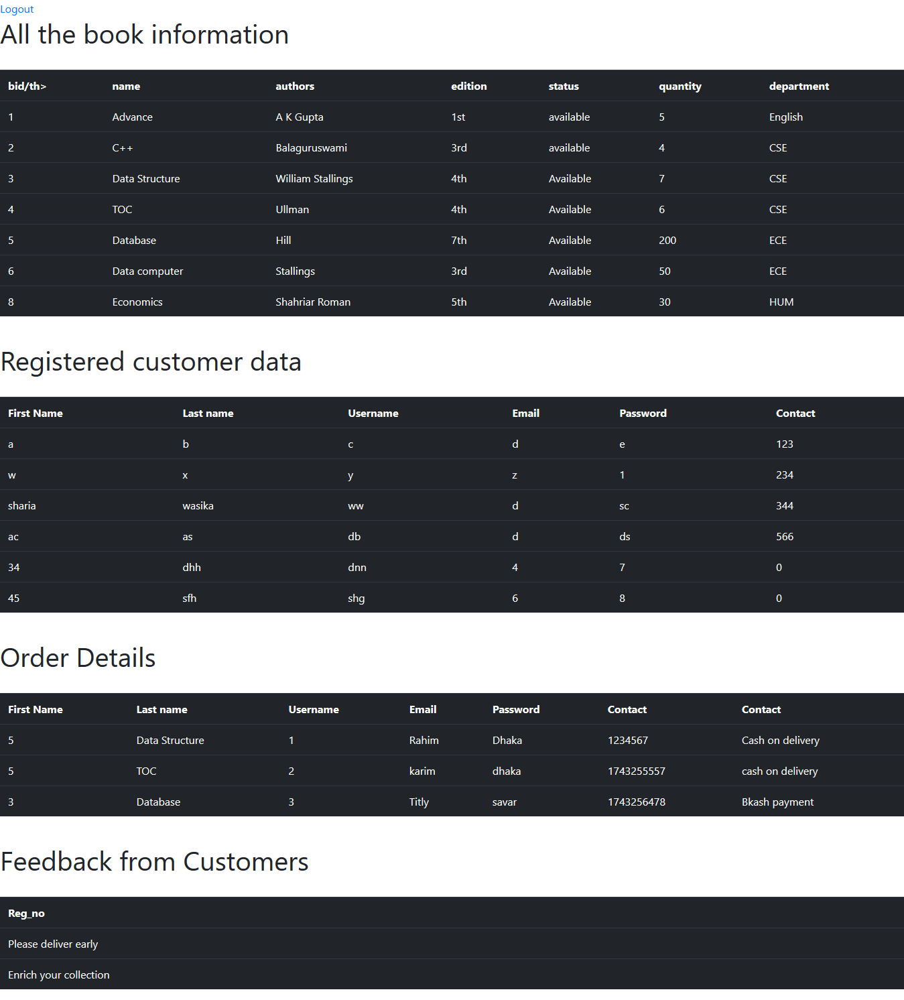 Logout
All the book information
bid/th> name authors edition status quantity department
1 Advance A K Gupta 1st available 5 English
2 C++ Balaguruswami 3rd available 4 CSE
3 Data Structure William Stallings 4th Available 7 CSE
4 TOC Ullman 4th Available 6 CSE
5 Database Hill 7th Available 200 ECE
6 Data computer Stallings 3rd Available 50 ECE
8 Economics Shahriar Roman 5th Available 30 HUM
Registered customer data
First Name Last name Username Email Password Contact
a b c d e 123
w x y z 1 234
sharia wasika ww d sc 344
ac as db d ds 566
34 dhh dnn 4 7 0
45 sfh shg 6 8 0
Order Details
First Name Last name Username Email Password Contact Contact
5 Data Structure 1 Rahim Dhaka 1234567 Cash on delivery
5 TOC 2 karim dhaka 1743255557 cash on delivery
3 Database 3 Titly savar 1743256478 Bkash payment
Feedback from Customers
Reg_no
Please deliver early
Enrich your collection